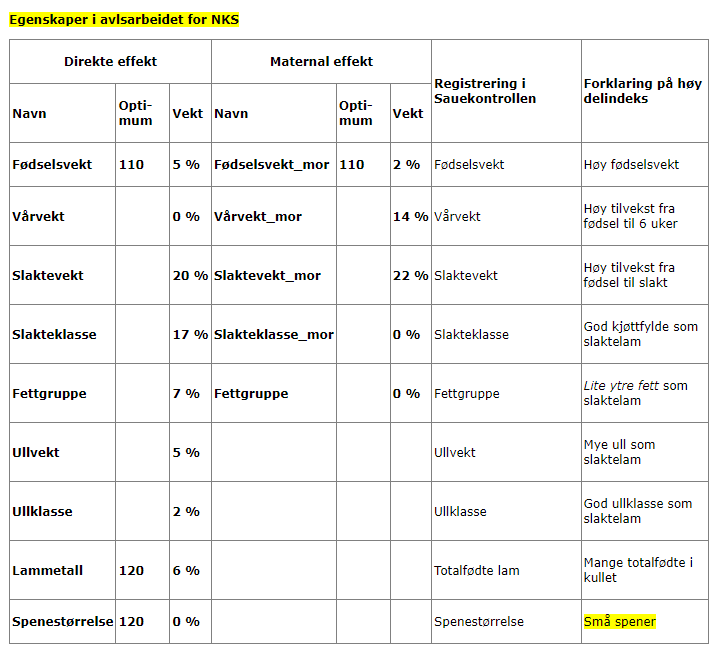 Egenskaper i avlsarbeidet for NKS
Direkte effekt Maternal effekt Registrering i Sauekontrollen Forklaring på høy delindeks
Navn Opti-mum Vekt Navn Opti-mum Vekt
Fødselsvekt 110 5 % Fødselsvekt_mor 110 2 % Fødselsvekt Høy fødselsvekt
Vårvekt 0 % Vårvekt_mor 14 % Vårvekt Høy tilvekst fra fødsel til 6 uker
Slaktevekt 20 % Slaktevekt_mor 22 % Slaktevekt Høy tilvekst fra fødsel til slakt
Slakteklasse 17 % Slakteklasse_mor 0 % Slakteklasse God kjøttfylde som slaktelam
Fettgruppe 7 % Fettgruppe 0 % Fettgruppe Lite ytre fett som slaktelam
Ullvekt 5 % Ullvekt Mye ull som slaktelam
Ullklasse 2 % Ullklasse God ullklasse som slaktelam
Lammetall 120 6 % Totalfødte lam Mange totalfødte i kullet
Spenestørrelse 120 0 % Spenestørrelse Små spener